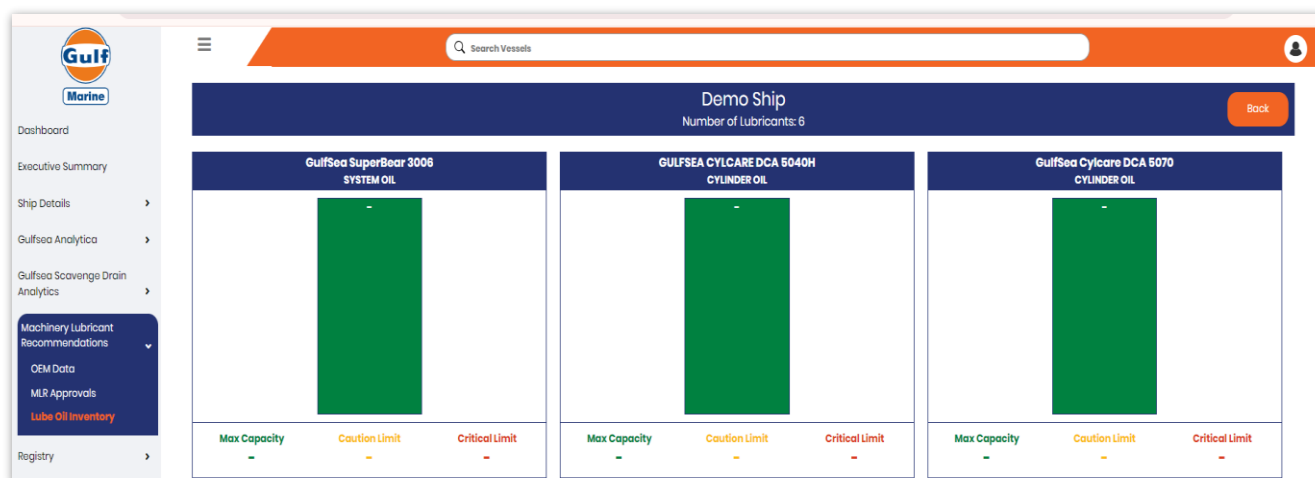 Gulf
Marine
Search Vessels
Dashboard
Executive Summary
Ship Details
Gulfsea Analytica
Gulfsea Scavenge Drain
Analytics
Machinery Lubricant
Recommendations
OEM Data
MLR Approvals
Lube Oil Inventory
Registry
Demo Ship
Number of Lubricants: 6
Back
GulfSea SuperBear 3006
SYSTEM OIL
-
Max Capacity Caution Limit Critical Limit
- - -
GULFSEA CYLCARE DCA 5040H
CYLINDER OIL
-
Max Capacity Caution Limit Critical Limit
- - -
GulfSea Cylcare DCA 5070
CYLINDER OIL
-
Max Capacity Caution Limit Critical Limit
- - -